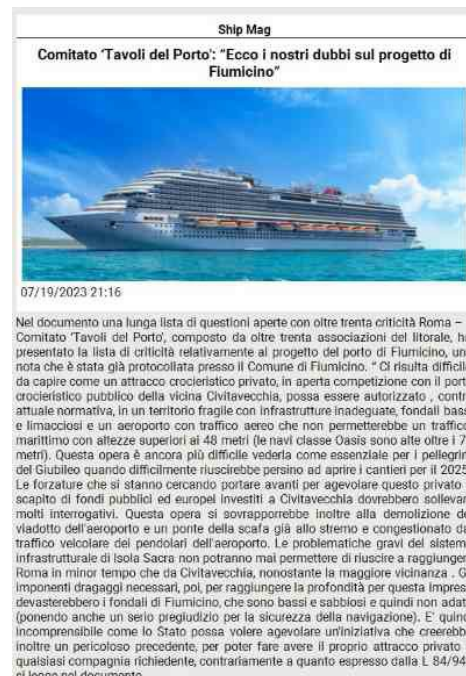 Ship Mag
Comitato ‘Tavoli del Porto’: “Ecco i nostri dubbi sul progetto di
Fiumicino”
07/19/2023 21:16
Nel documento una lunga lista di questioni aperte con oltre trenta criticità Roma –
Comitato ‘Tavoli del Porto’, composto da oltre trenta associazioni del litorale, h
presentato la lista di criticità relativamente al progetto del porto di Fiumicino, un
nota che è stata già protocollata presso il Comune di Fiumicino. “ Ci risulta difficil
da capire come un attracco crocieristico privato, in aperta competizione con il port
crocieristico pubblico della vicina Civitavecchia, possa essere autorizzato , contr
attuale normativa, in un territorio fragile con infrastrutture inadeguate, fondali bass
e limacciosi e un aeroporto con traffico aereo che non permetterebbe un traffic
marittimo con altezze superiori ai 48 metri (le navi classe Oasis sono alte oltre i 7
metri). Questa opera è ancora più difficile vederla come essenziale per i pellegrin
del Giubileo quando difficilmente riuscirebbe persino ad aprire i cantieri per il 2025
Le forzature che si stanno cercando portare avanti per agevolare questo privato
scapito di fondi pubblici ed europei investiti a Civitavecchia dovrebbero solleva
molti interrogativi. Questa opera si sovrapporrebbe inoltre alla demolizione de
viadotto dell'aeroporto e un ponte della scafa già allo stremo e congestionato da
traffico veicolare dei pendolari dell'aeroporto. Le problematiche gravi del sistem
infrastrutturale di Isola Sacra non potranno mai permettere di riuscire a raggiunger
Roma in minor tempo che da Civitavecchia, nonostante la maggiore vicinanza . G
imponenti dragaggi necessari, poi, per raggiungere la profondità per questa impres
devasterebbero i fondali di Fiumicino, che sono bassi e sabbiosi e quindi non adat
(ponendo anche un serio pregiudizio per la sicurezza della navigazione). E' quind
incomprensibile come lo Stato possa volere agevolare un'iniziativa che creerebb
inoltre un pericoloso precedente, per poter fare avere il proprio attracco privato
qualsiasi compagnia richiedente, contrariamente a quanto espresso dalla L 84/94
si legge nel documento